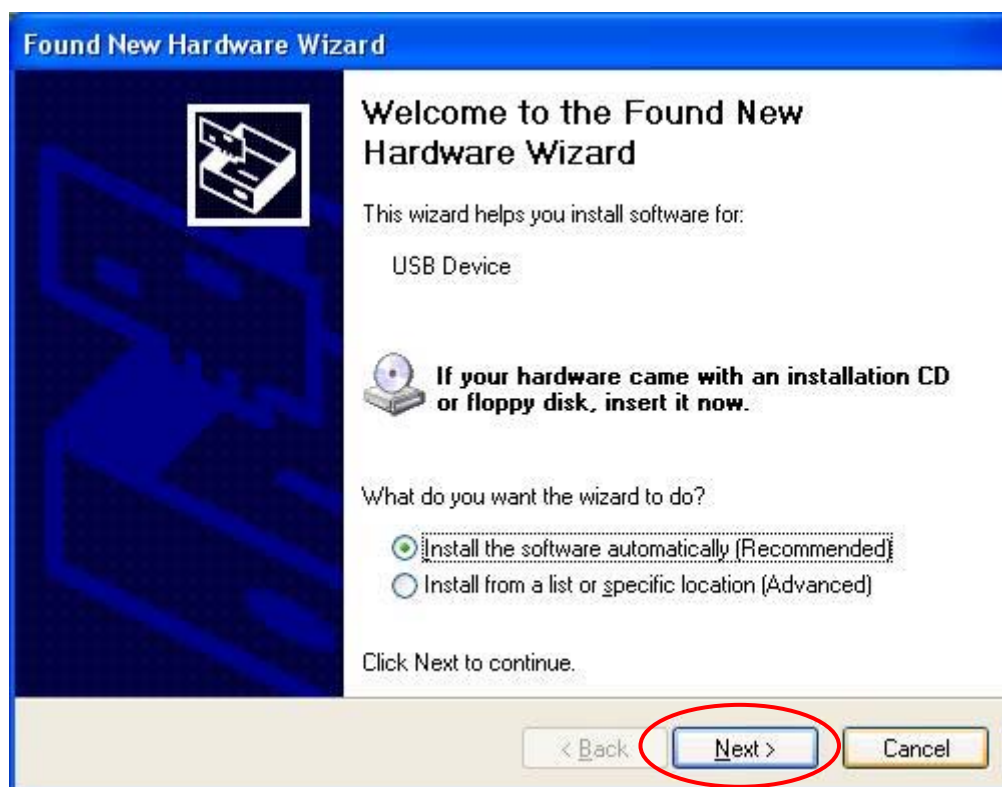 Found New Hardware Wizard
Welcome to the Found New
Hardware Wizard
This wizard helps you install software for:
USB Device
If your hardware came with an installation CD
or floppy disk, insert it now.
What do you want the wizard to do?
Install the software automatically (Recommended)
Install from a list or specific location (Advanced)
Click Next to continue.
< Back Next > Cancel